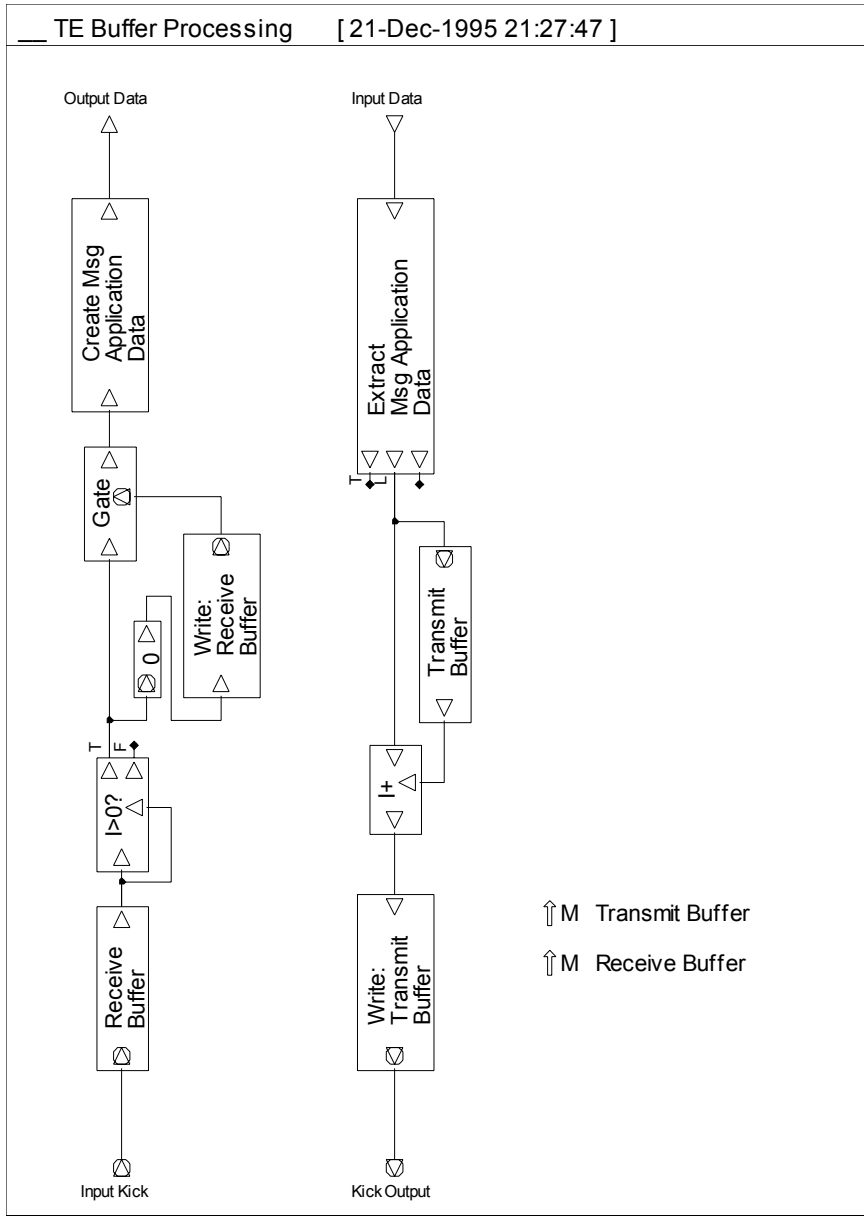 __ TE Buffer Processing [ 21-Dec-1995 21:27:47 ]
Output Data
Input Data
Create Msg
Application
Data
Extract
Msg Application
Data
T
L
Gate
Write:
Receive
Buffer
0
Transmit
Buffer
T
F
I>0?
I+
Receive
Buffer
Write:
Transmit
Buffer
⇑ M Transmit Buffer
⇑ M Receive Buffer
Input Kick
Kick Output